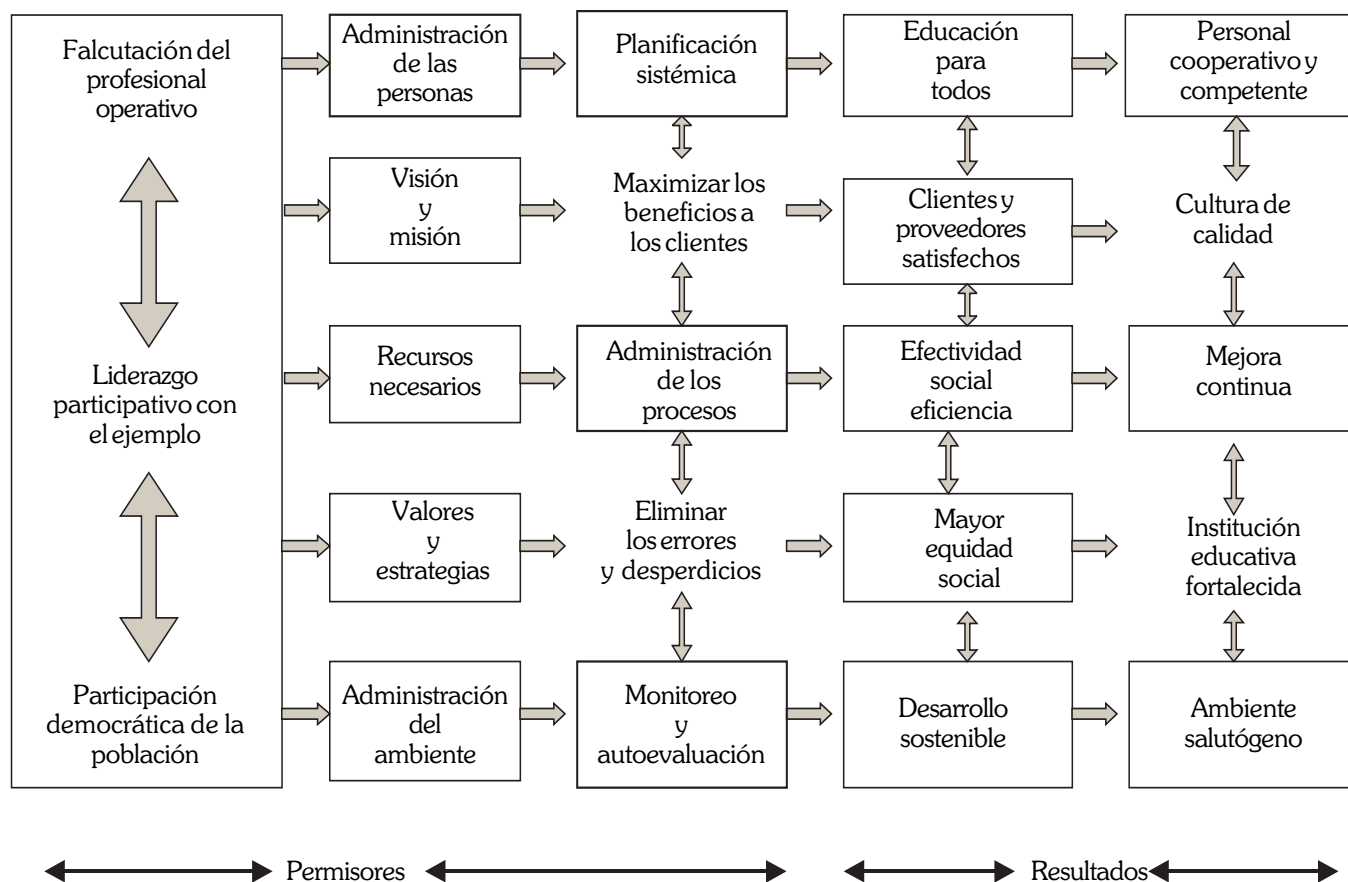 Falcutación del
profesional
operativo
Liderazgo
participativo con
el ejemplo
Participación
democrática de la
población
Administración
de las
personas
Visión
y
misión
Recursos
necesarios
Valores
y
estrategias
Administración
del
ambiente
Planificación
sistémica
Maximizar los
beneficios a
los clientes
Administración
de los
procesos
Eliminar
los errores
y desperdicios
Monitoreo
y
autoevaluación
Educación
para
todos
Clientes y
proveedores
satisfechos
Efectividad
social
eficiencia
Mayor
equidad
social
Desarrollo
sostenible
Personal
cooperativo y
competente
Cultura de
calidad
Mejora
continua
Institución
educativa
fortalecida
Ambiente
salutógeno
Permisores
Resultados